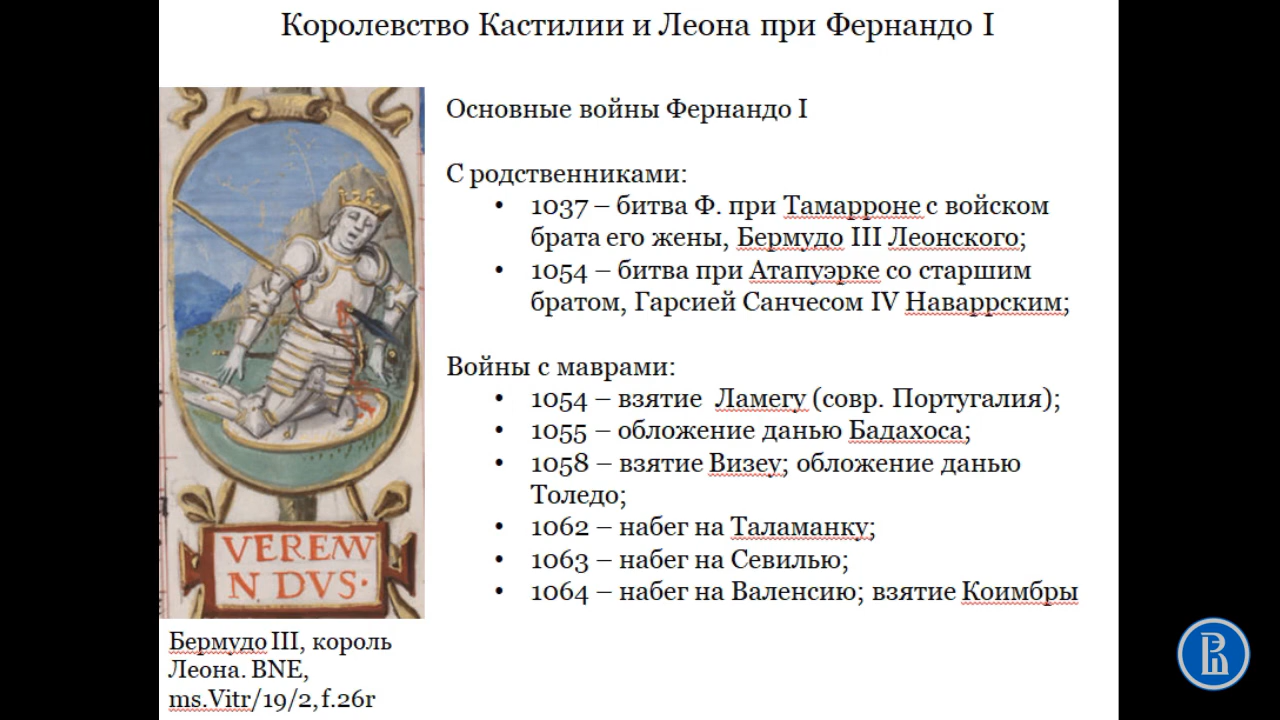 Королевство Кастилии и Леона при Фернандо I
Основные войны Фернандо I
С родственниками:
• 1037 – битва Ф. при Тамарроне с войском
брата его жены, Бермудо III Леонского;
• 1054 – битва при Атапуэрке со старшим
братом, Гарсией Санчесом IV Наваррским;
Войны с маврами:
• 1054 – взятие Ламегу (совр. Португалия);
• 1055 – обложение данью Бадахоса;
• 1058 – взятие Визеу; обложение данью
Толедо;
• 1062 – набег на Таламанку;
• 1063 – набег на Севилью;
• 1064 – набег на Валенсию; взятие Коимбры
VEREMV
N DVS·
Бермудо III, король
Леона. BNE,
ms.Vitr/19/2, f.26r